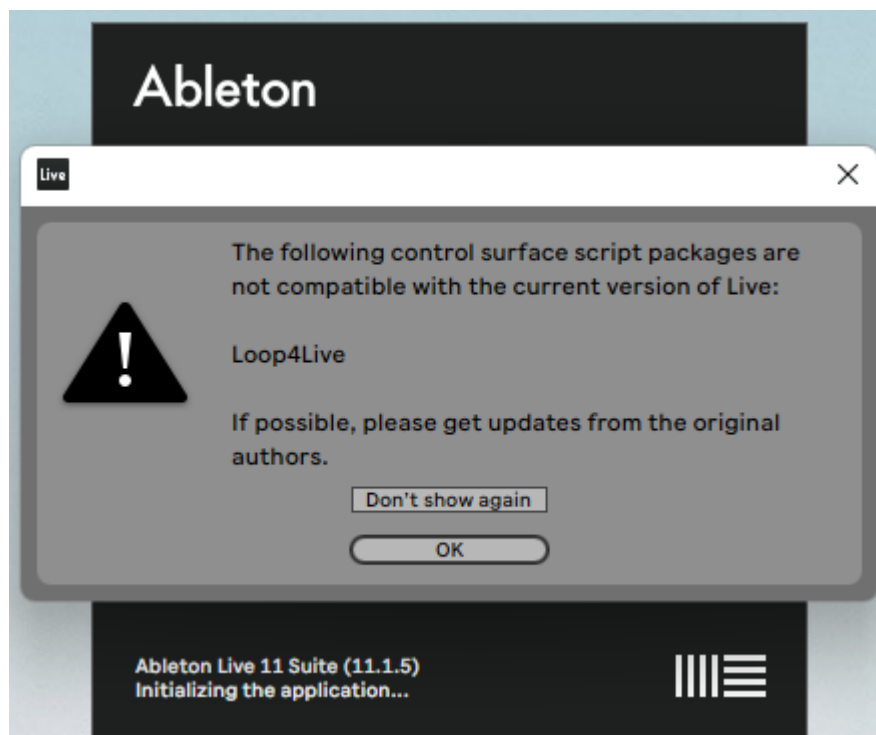 Ableton
Live
The following control surface script packages are
not compatible with the current version of Live:
Loop4Live
If possible, please get updates from the original
authors.
Don't show again
OK
Ableton Live 11 Suite (11.1.5)
Initializing the application...